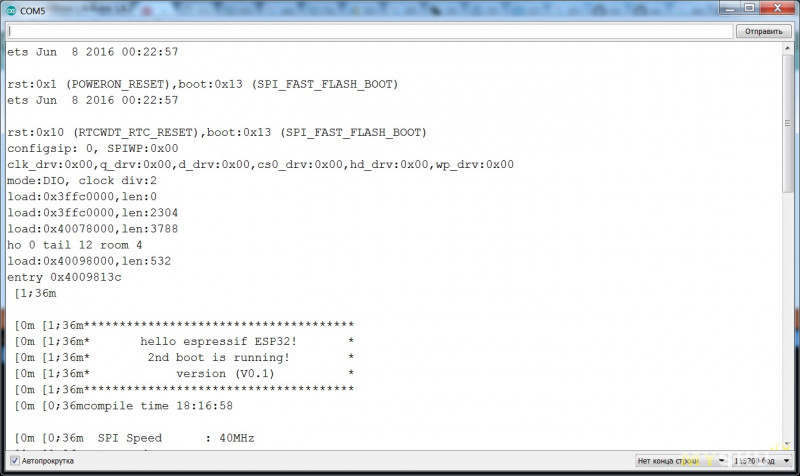 COM5
Отправить
ets Jun  8 2016 00:22:57
rst:0x1 (POWERON_RESET),boot:0x13 (SPI_FAST_FLASH_BOOT)
ets Jun  8 2016 00:22:57
rst:0x10 (RTCWDT_RTC_RESET),boot:0x13 (SPI_FAST_FLASH_BOOT)
configsip: 0, SPIWP:0x00
clk_drv:0x00,q_drv:0x00,d_drv:0x00,cs0_drv:0x00,hd_drv:0x00,wp_drv:0x00
mode:DIO, clock div:2
load:0x3ffc0000,len:0
load:0x3ffc0000,len:2304
load:0x40078000,len:3788
ho 0 tail 12 room 4
load:0x40098000,len:532
entry 0x4009813c
[1;36m
[0m [1;36m**************************************
[0m [1;36m*       hello espressif ESP32!       *
[0m [1;36m*        2nd boot is running!        *
[0m [1;36m*            version (V0.1)          *
[0m [1;36m**************************************
[0m [0;36mcompile time 18:16:58
[0m [0;36m  SPI Speed      : 40MHz
Автопрокрутка
Нет конца строки
115200 бод